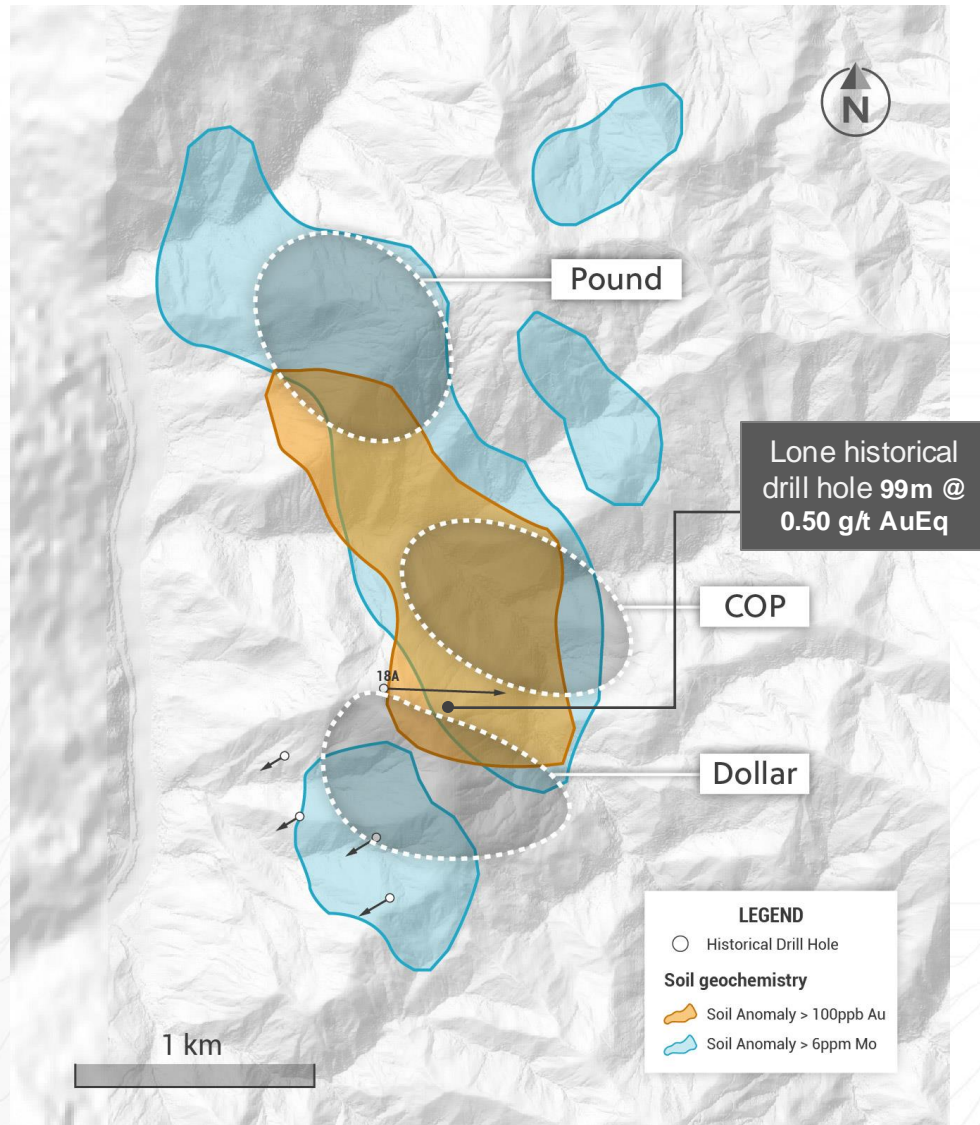 N
Pound
Lone historical
drill hole 99m @
0.50 g/t AuEq
COP
18A
Dollar
LEGEND
Historical Drill Hole
Soil geochemistry
Soil Anomaly > 100ppb Au
Soil Anomaly > 6ppm Mo
1 km